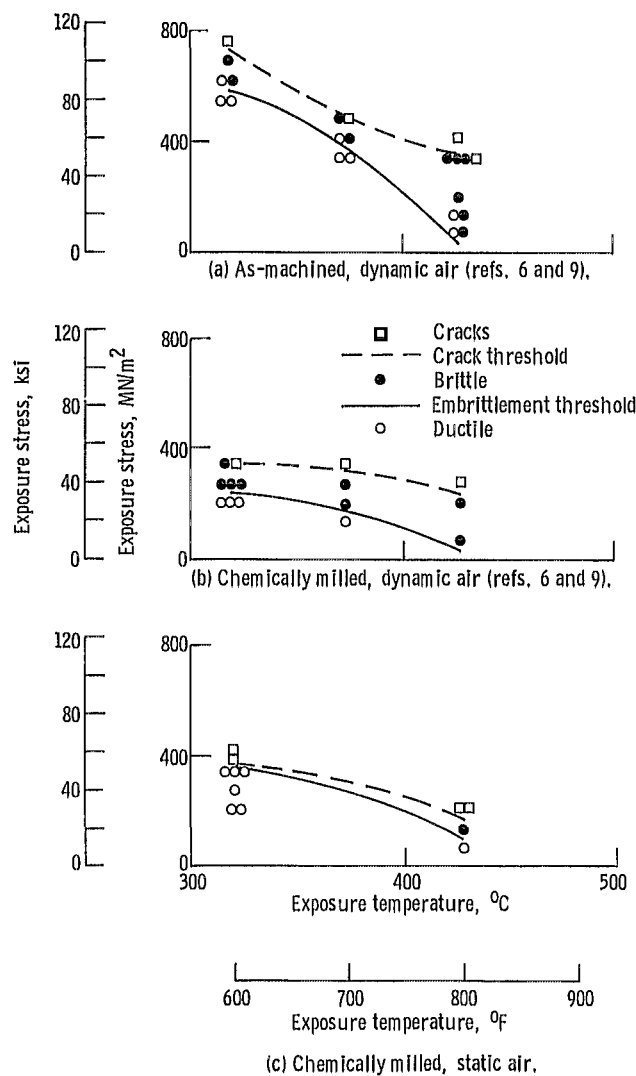 120
80
40
0
800
400
0
(a) As-machined, dynamic air (refs. 6 and 9).
Exposure stress, ksi
Exposure stress, MN/m²
120
80
40
0
800
400
0
Cracks
Crack threshold
Brittle
Embrittlement threshold
Ductile
(b) Chemically milled, dynamic air (refs. 6 and 9).
120
80
40
0
800
400
0
300 400 500
Exposure temperature, °C
600 700 800 900
Exposure temperature, °F
(c) Chemically milled, static air.